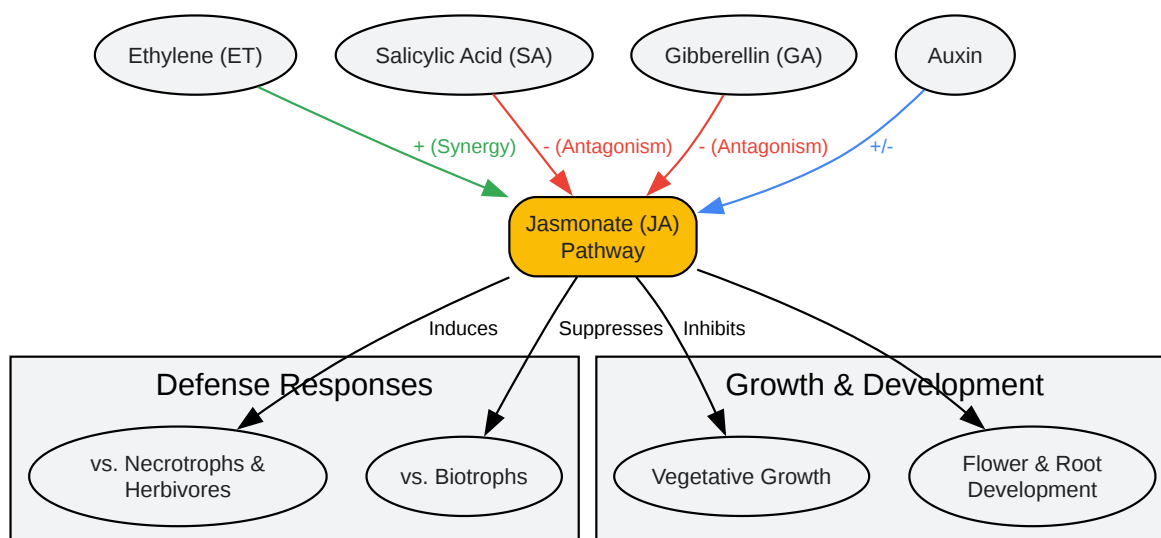 Ethylene (ET)
Salicylic Acid (SA)
Gibberellin (GA)
Auxin
+ (Synergy)
- (Antagonism)
- (Antagonism)
+/-
Jasmonate (JA)
Pathway
Induces
Suppresses
Inhibits
Defense Responses
Growth & Development
vs. Necrotrophs &
Herbivores
vs. Biotrophs
Vegetative Growth
Flower & Root
Development